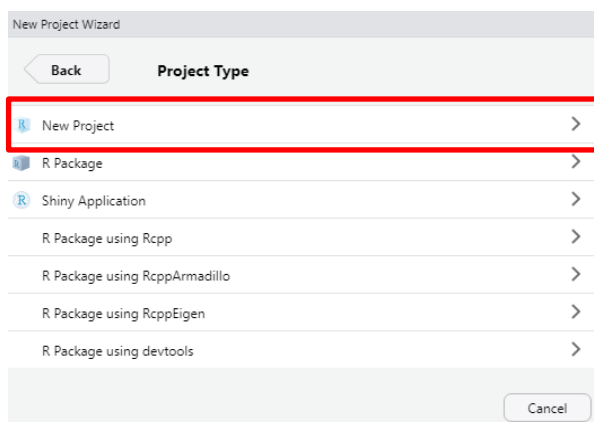 New Project Wizard
Back Project Type
R New Project
R Package
R Shiny Application
R Package using Rcpp
R Package using RcppArmadillo
R Package using RcppEigen
R Package using devtools
Cancel